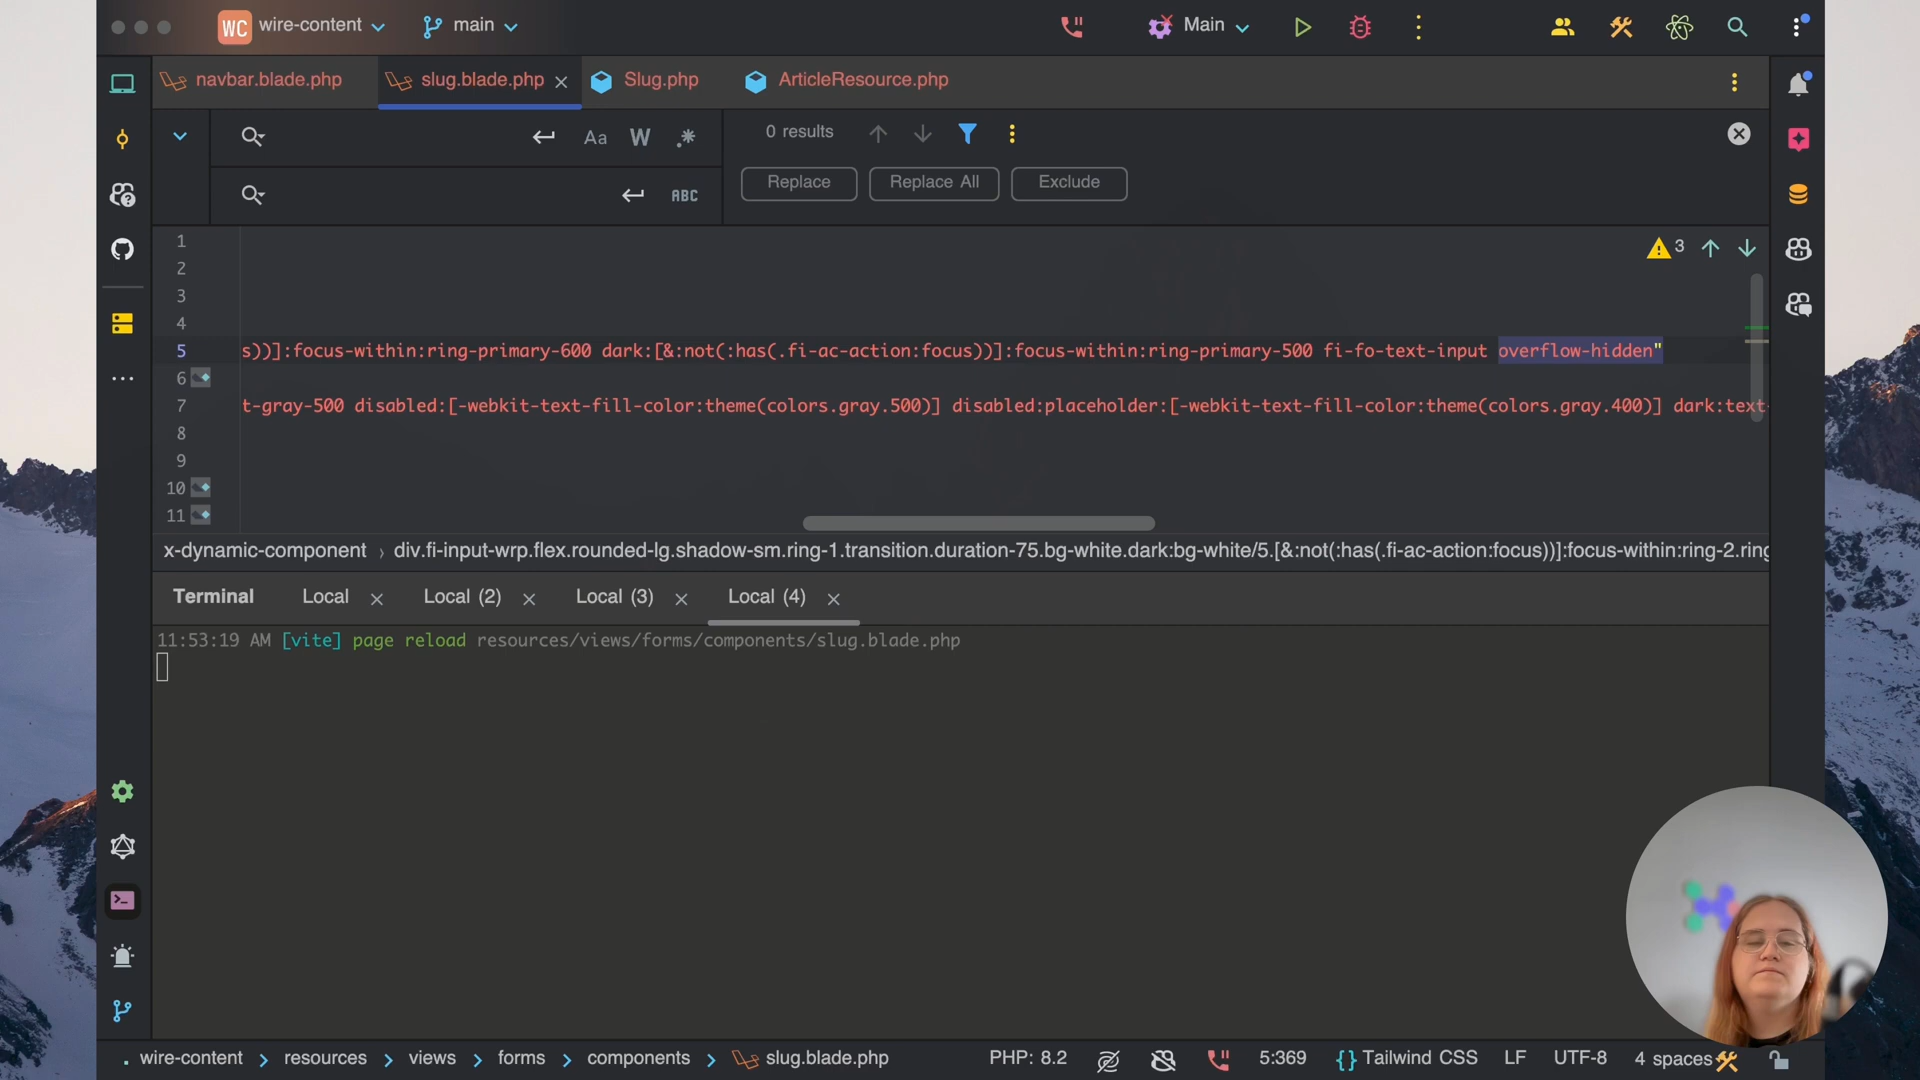 WC wire-content main Main
navbar.blade.php slug.blade.php Slug.php ArticleResource.php
Aa W .* 0 results
ABC Replace Replace All Exclude
1
3
2
3
4
5 s))]:focus-within:ring-primary-600 dark:[&:not(:has(.fi-ac-action:focus))]:focus-within:ring-primary-500 fi-fo-text-input overflow-hidden"
6
7 t-gray-500 disabled:[-webkit-text-fill-color:theme(colors.gray.500)] disabled:placeholder:[-webkit-text-fill-color:theme(colors.gray.400)] dark:text-
8
9
10
11
x-dynamic-component › div.fi-input-wrp.flex.rounded-lg.shadow-sm.ring-1.transition.duration-75.bg-white.dark:bg-white/5.[&:not(:has(.fi-ac-action:focus))]:focus-within:ring-2.ring
Terminal Local Local (2) Local (3) Local (4)
11:53:19 AM [vite] page reload resources/views/forms/components/slug.blade.php
wire-content > resources > views > forms > components > slug.blade.php PHP: 8.2 5:369 {} Tailwind CSS LF UTF-8 4 spaces